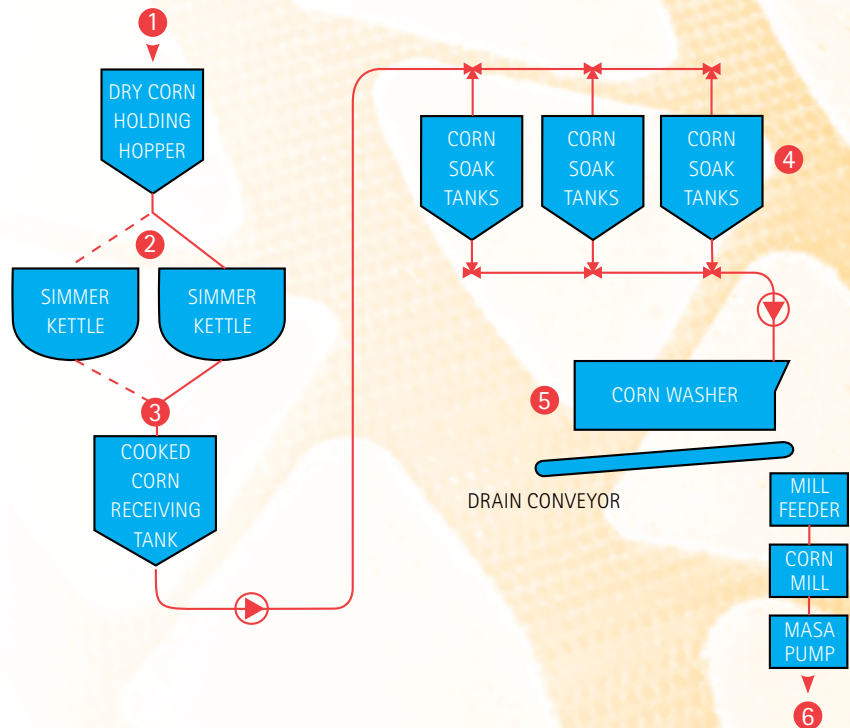 1
DRY CORN
HOLDING
HOPPER
2
SIMMER
KETTLE
SIMMER
KETTLE
3
COOKED
CORN
RECEIVING
TANK
CORN
SOAK
TANKS
CORN
SOAK
TANKS
CORN
SOAK
TANKS
4
5
CORN WASHER
DRAIN CONVEYOR
MILL
FEEDER
CORN
MILL
MASA
PUMP
6